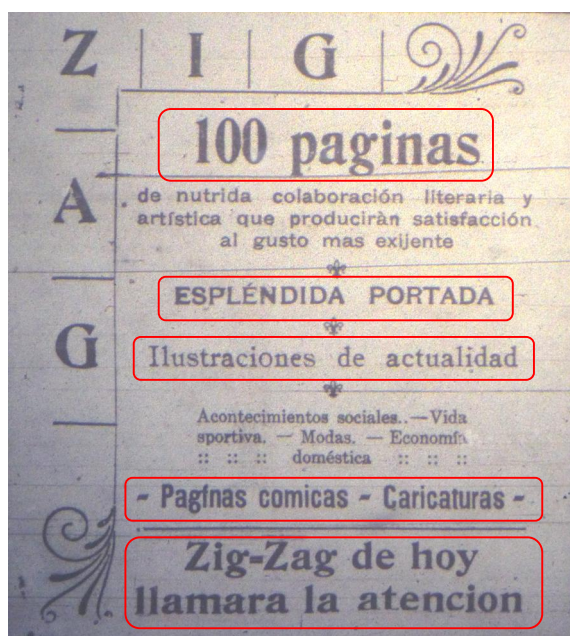 Z I G
A
G
100 paginas
de nutrida colaboración literaria y
artística que produciràn satisfacción
al gusto mas exijente
ESPLÉNDIDA PORTADA
Ilustraciones de actualidad
Acontecimientos sociales..—Vida
sportiva. — Modas. — Economía
:: :: :: doméstica :: :: ::
- Pagínas comicas - Caricaturas -
Zig-Zag de hoy
llamara la atencion